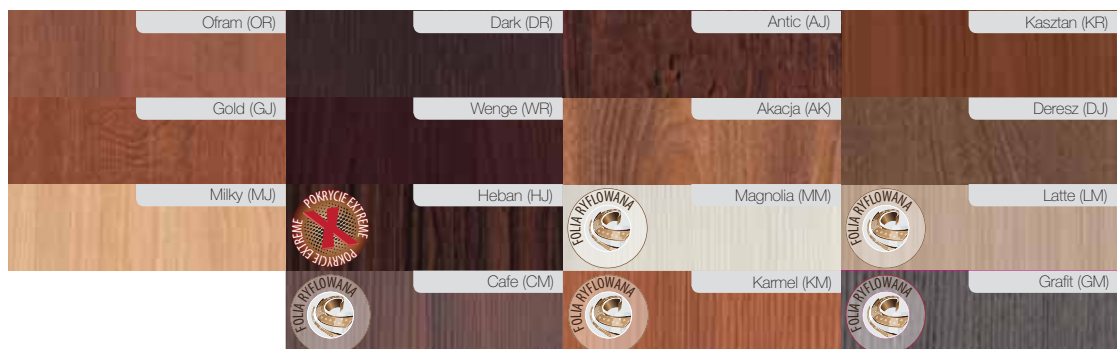 Ofram (OR)
Dark (DR)
Antic (AJ)
Kasztan (KR)
Gold (GJ)
Wenge (WR)
Akacja (AK)
Deresz (DJ)
Milky (MJ)
POKRYCIE EXTREME
POKRYCIE EXTREME
Heban (HJ)
FOLIA RYFLOWANA
Magnolia (MM)
FOLIA RYFLOWANA
Latte (LM)
FOLIA RYFLOWANA
Cafe (CM)
FOLIA RYFLOWANA
Karmel (KM)
FOLIA RYFLOWANA
Grafit (GM)